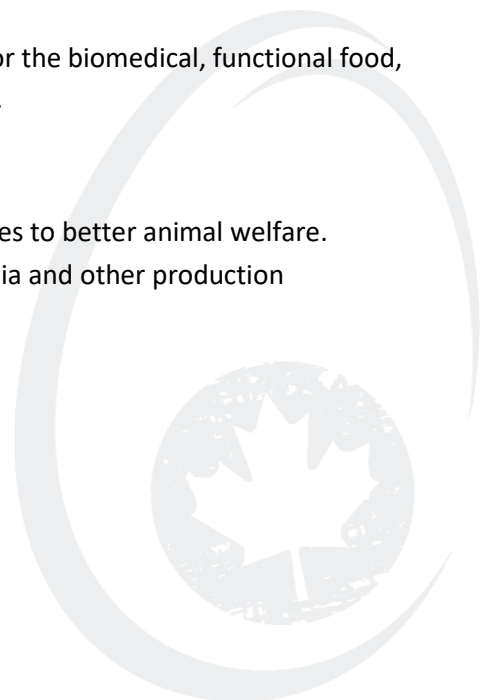 or the biomedical, functional food,
.
es to better animal welfare.
ia and other production